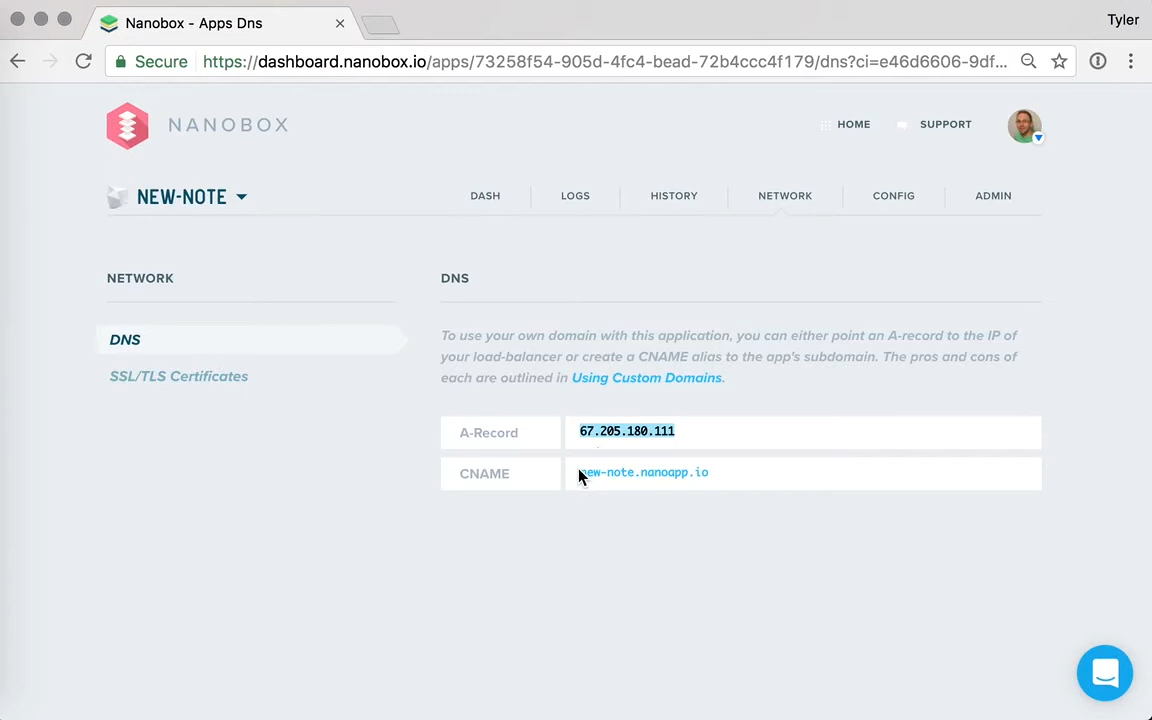 Nanobox - Apps Dns
Tyler
Secure https://dashboard.nanobox.io/apps/73258f54-905d-4fc4-bead-72b4ccc4f179/dns?ci=e46d6606-9df...
NANOBOX
HOME
SUPPORT
NEW-NOTE
DASH
LOGS
HISTORY
NETWORK
CONFIG
ADMIN
NETWORK
DNS
SSL/TLS Certificates
DNS
To use your own domain with this application, you can either point an A-record to the IP of
your load-balancer or create a CNAME alias to the app's subdomain. The pros and cons of
each are outlined in Using Custom Domains.
A-Record 67.205.180.111
CNAME new-note.nanoapp.io